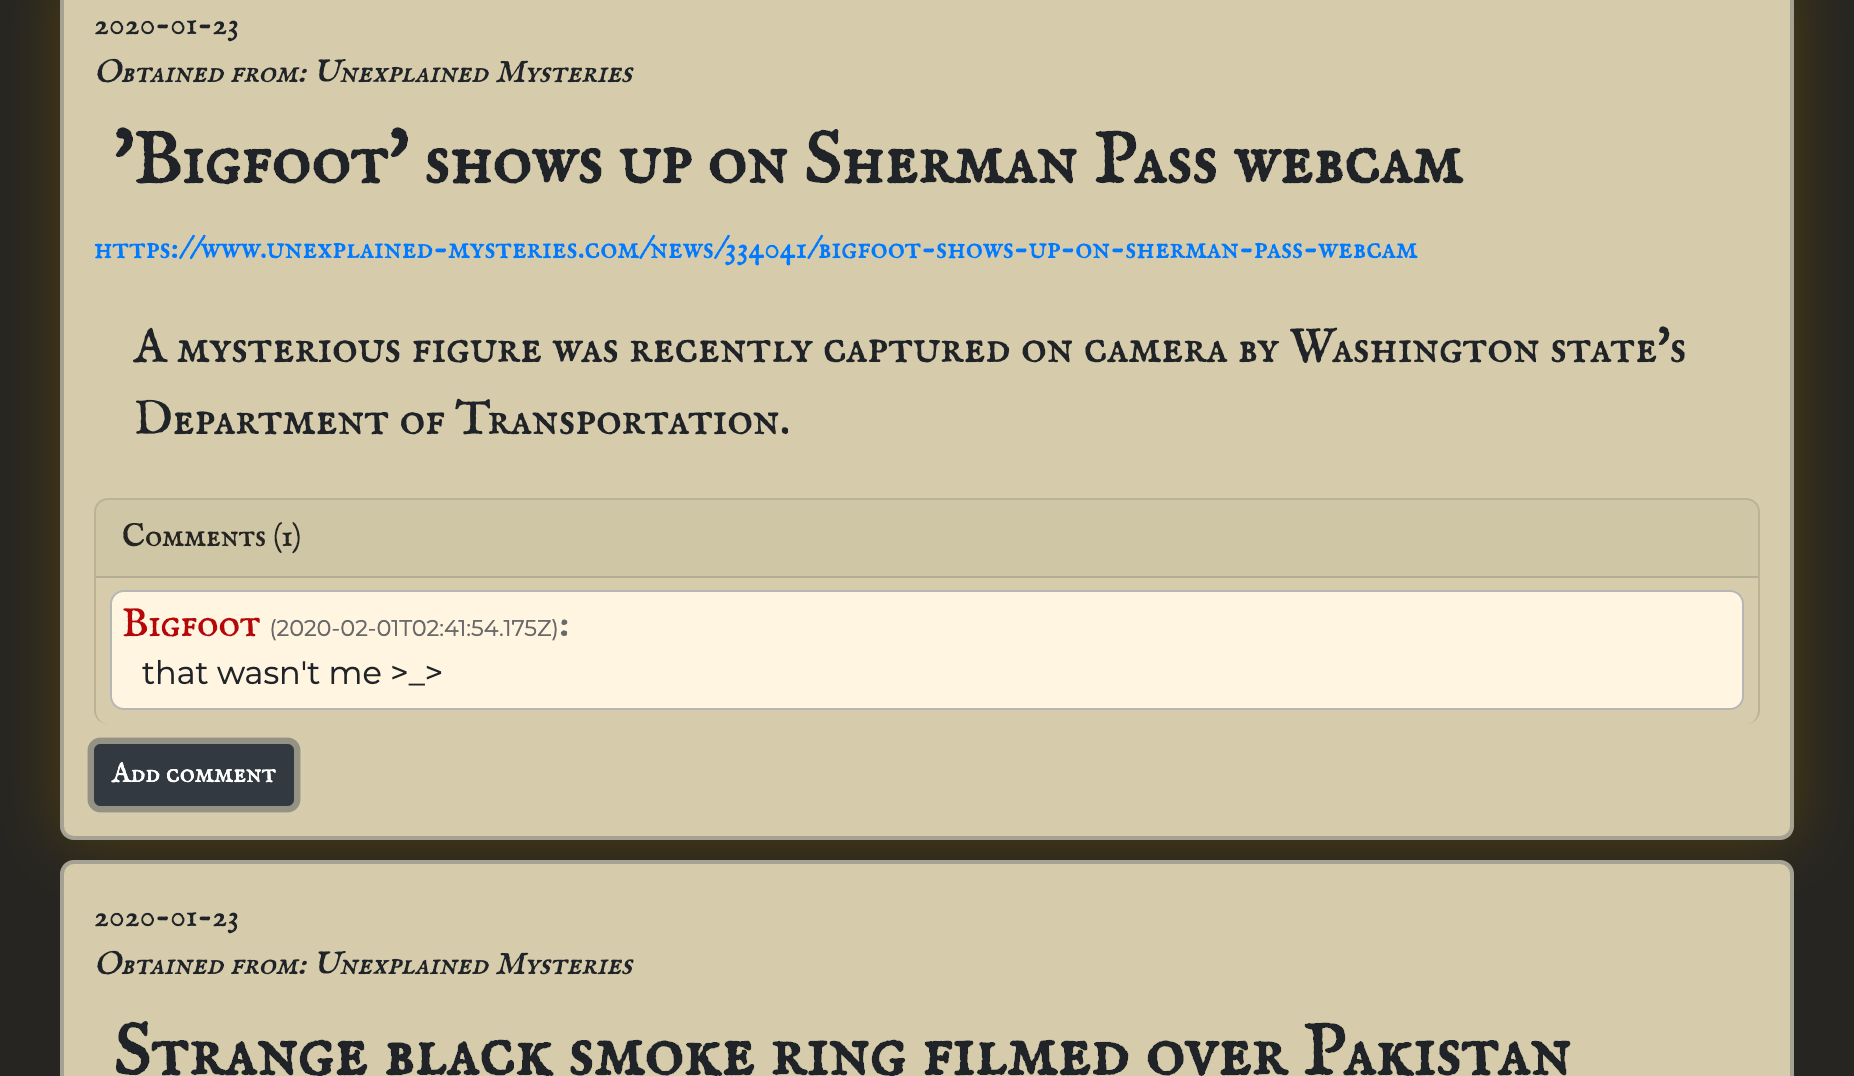 2020-01-23
Obtained from: Unexplained Mysteries
'Bigfoot' shows up on Sherman Pass webcam
https://www.unexplained-mysteries.com/news/334041/bigfoot-shows-up-on-sherman-pass-webcam
A mysterious figure was recently captured on camera by Washington state's
Department of Transportation.
Comments (1)
Bigfoot (2020-02-01T02:41:54.175Z):
that wasn't me >_>
Add comment
2020-01-23
Obtained from: Unexplained Mysteries
Strange black smoke ring filmed over Pakistan